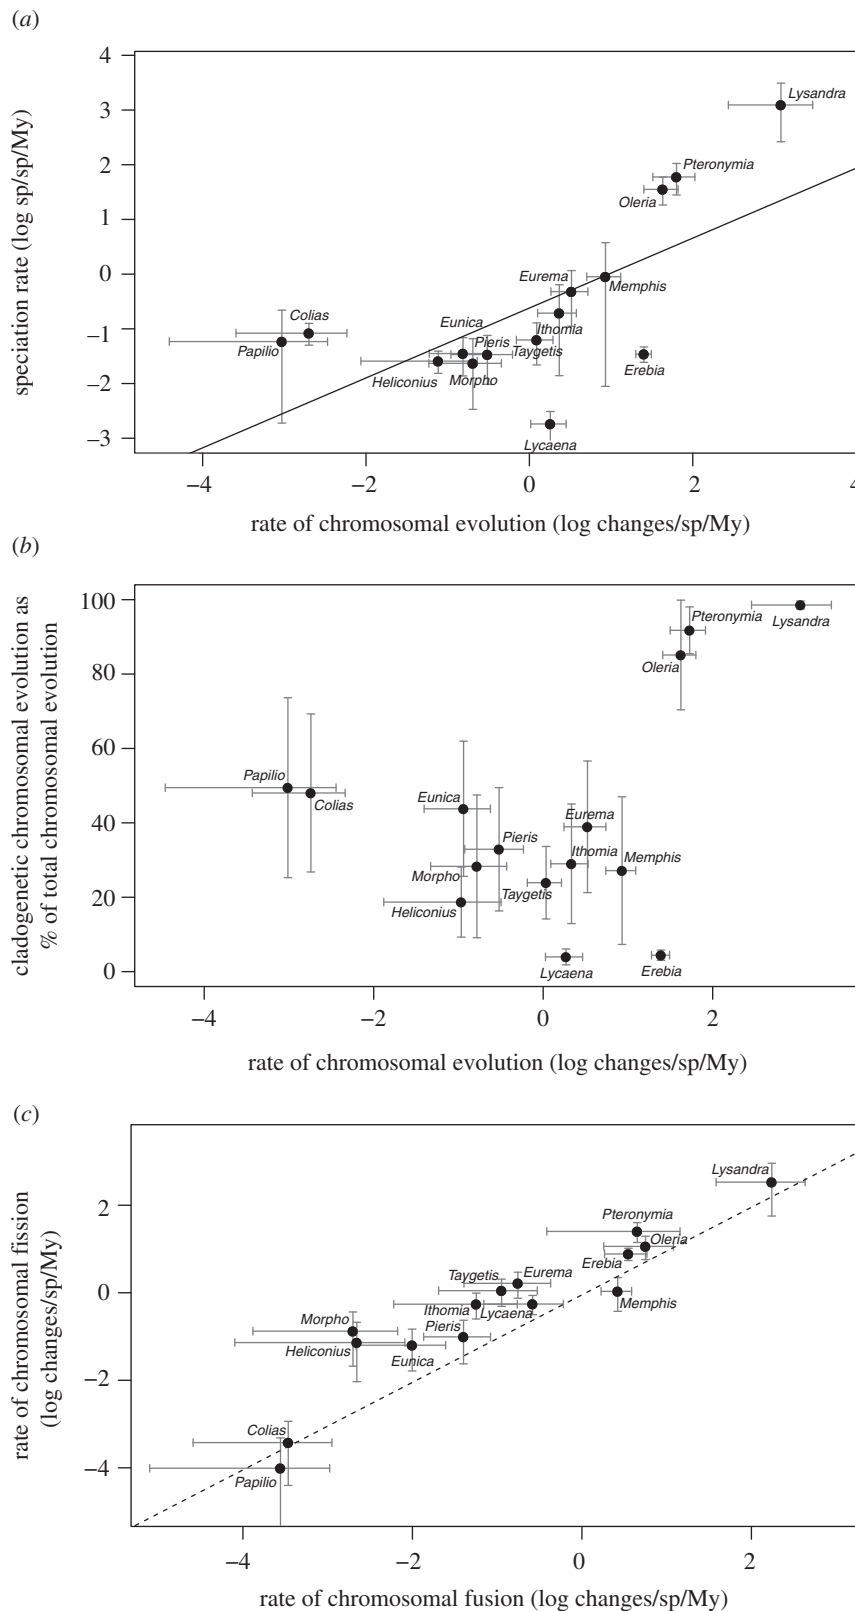 (a)
speciation rate (log sp/sp/My)
4
3
2
1
0
−1
−2
−3
Lysandra
Pteronymia
Oleria
Eurema
Memphis
Colias
Papilio
Eunica
Pieris
Ithomia
Taygetis
Heliconius
Morpho
Erebia
Lycaena
−4
−2
0
2
4
rate of chromosomal evolution (log changes/sp/My)
(b)
cladogenetic chromosomal evolution as
% of total chromosomal evolution
100
80
60
40
20
0
Pteronymia
Lysandra
Oleria
Papilio
Colias
Eunica
Eurema
Pieris
Ithomia
Memphis
Morpho
Taygetis
Heliconius
Lycaena
Erebia
−4
−2
0
2
rate of chromosomal evolution (log changes/sp/My)
(c)
rate of chromosomal fission
(log changes/sp/My)
2
0
−2
−4
Lysandra
Pteronymia
Oleria
Erebia
Taygetis
Eurema
Ithomia
Lycaena
Memphis
Morpho
Pieris
Heliconius
Eunica
Colias
Papilio
−4
−2
0
2
rate of chromosomal fusion (log changes/sp/My)